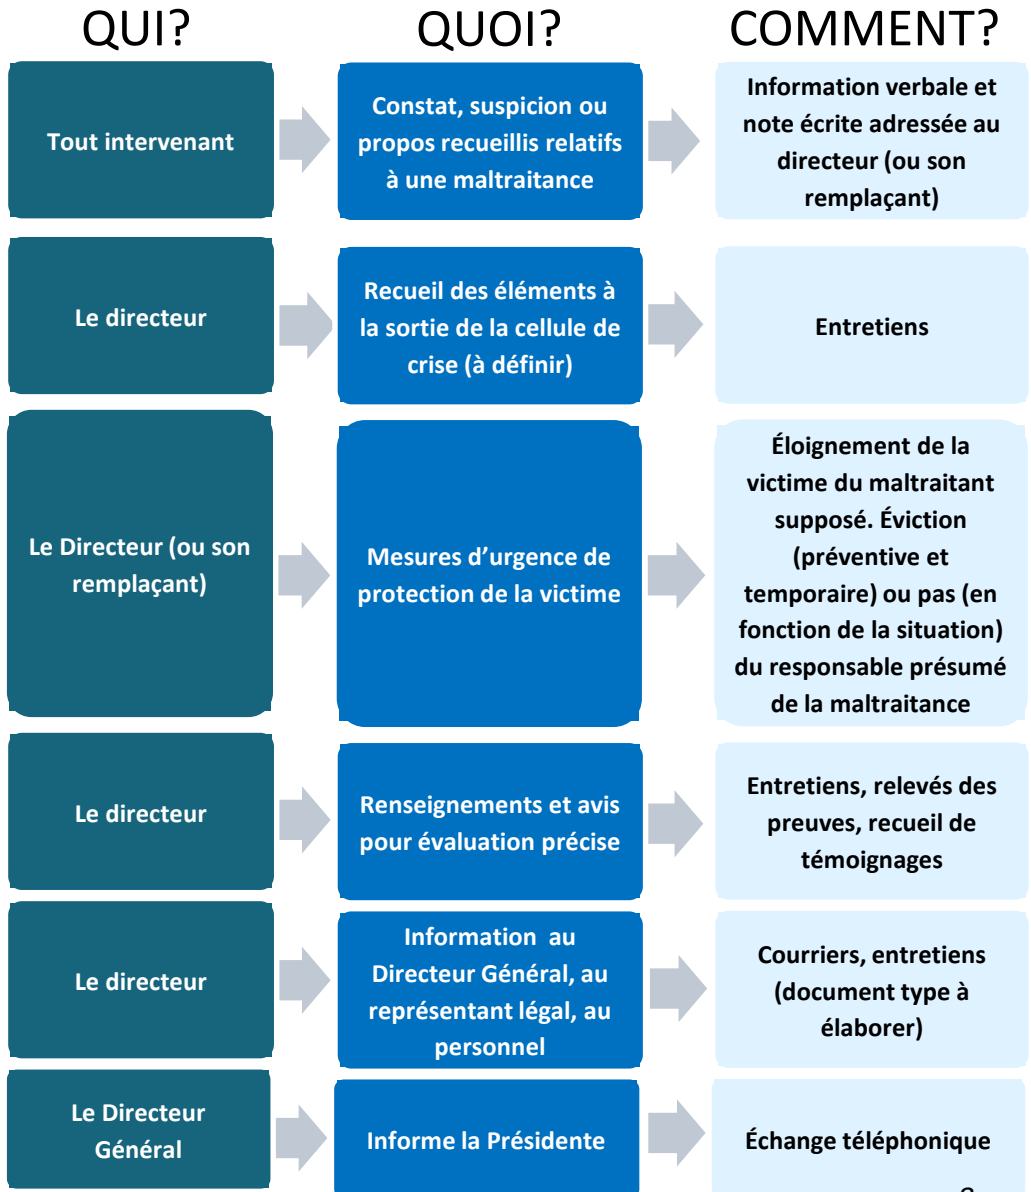 QUI?
QUOI?
COMMENT?
Tout intervenant
Constat, suspicion ou
propos recueillis relatifs
à une maltraitance
Information verbale et
note écrite adressée au
directeur (ou son
remplaçant)
Le directeur
Recueil des éléments à
la sortie de la cellule de
crise (à définir)
Entretiens
Le Directeur (ou son
remplaçant)
Mesures d’urgence de
protection de la victime
Éloignement de la
victime du maltraitant
supposé. Éviction
(préventive et
temporaire) ou pas (en
fonction de la situation)
du responsable présumé
de la maltraitance
Le directeur
Renseignements et avis
pour évaluation précise
Entretiens, relevés des
preuves, recueil de
témoignages
Le directeur
Information au
Directeur Général, au
représentant légal, au
personnel
Courriers, entretiens
(document type à
élaborer)
Le Directeur
Général
Informe la Présidente
Échange téléphonique